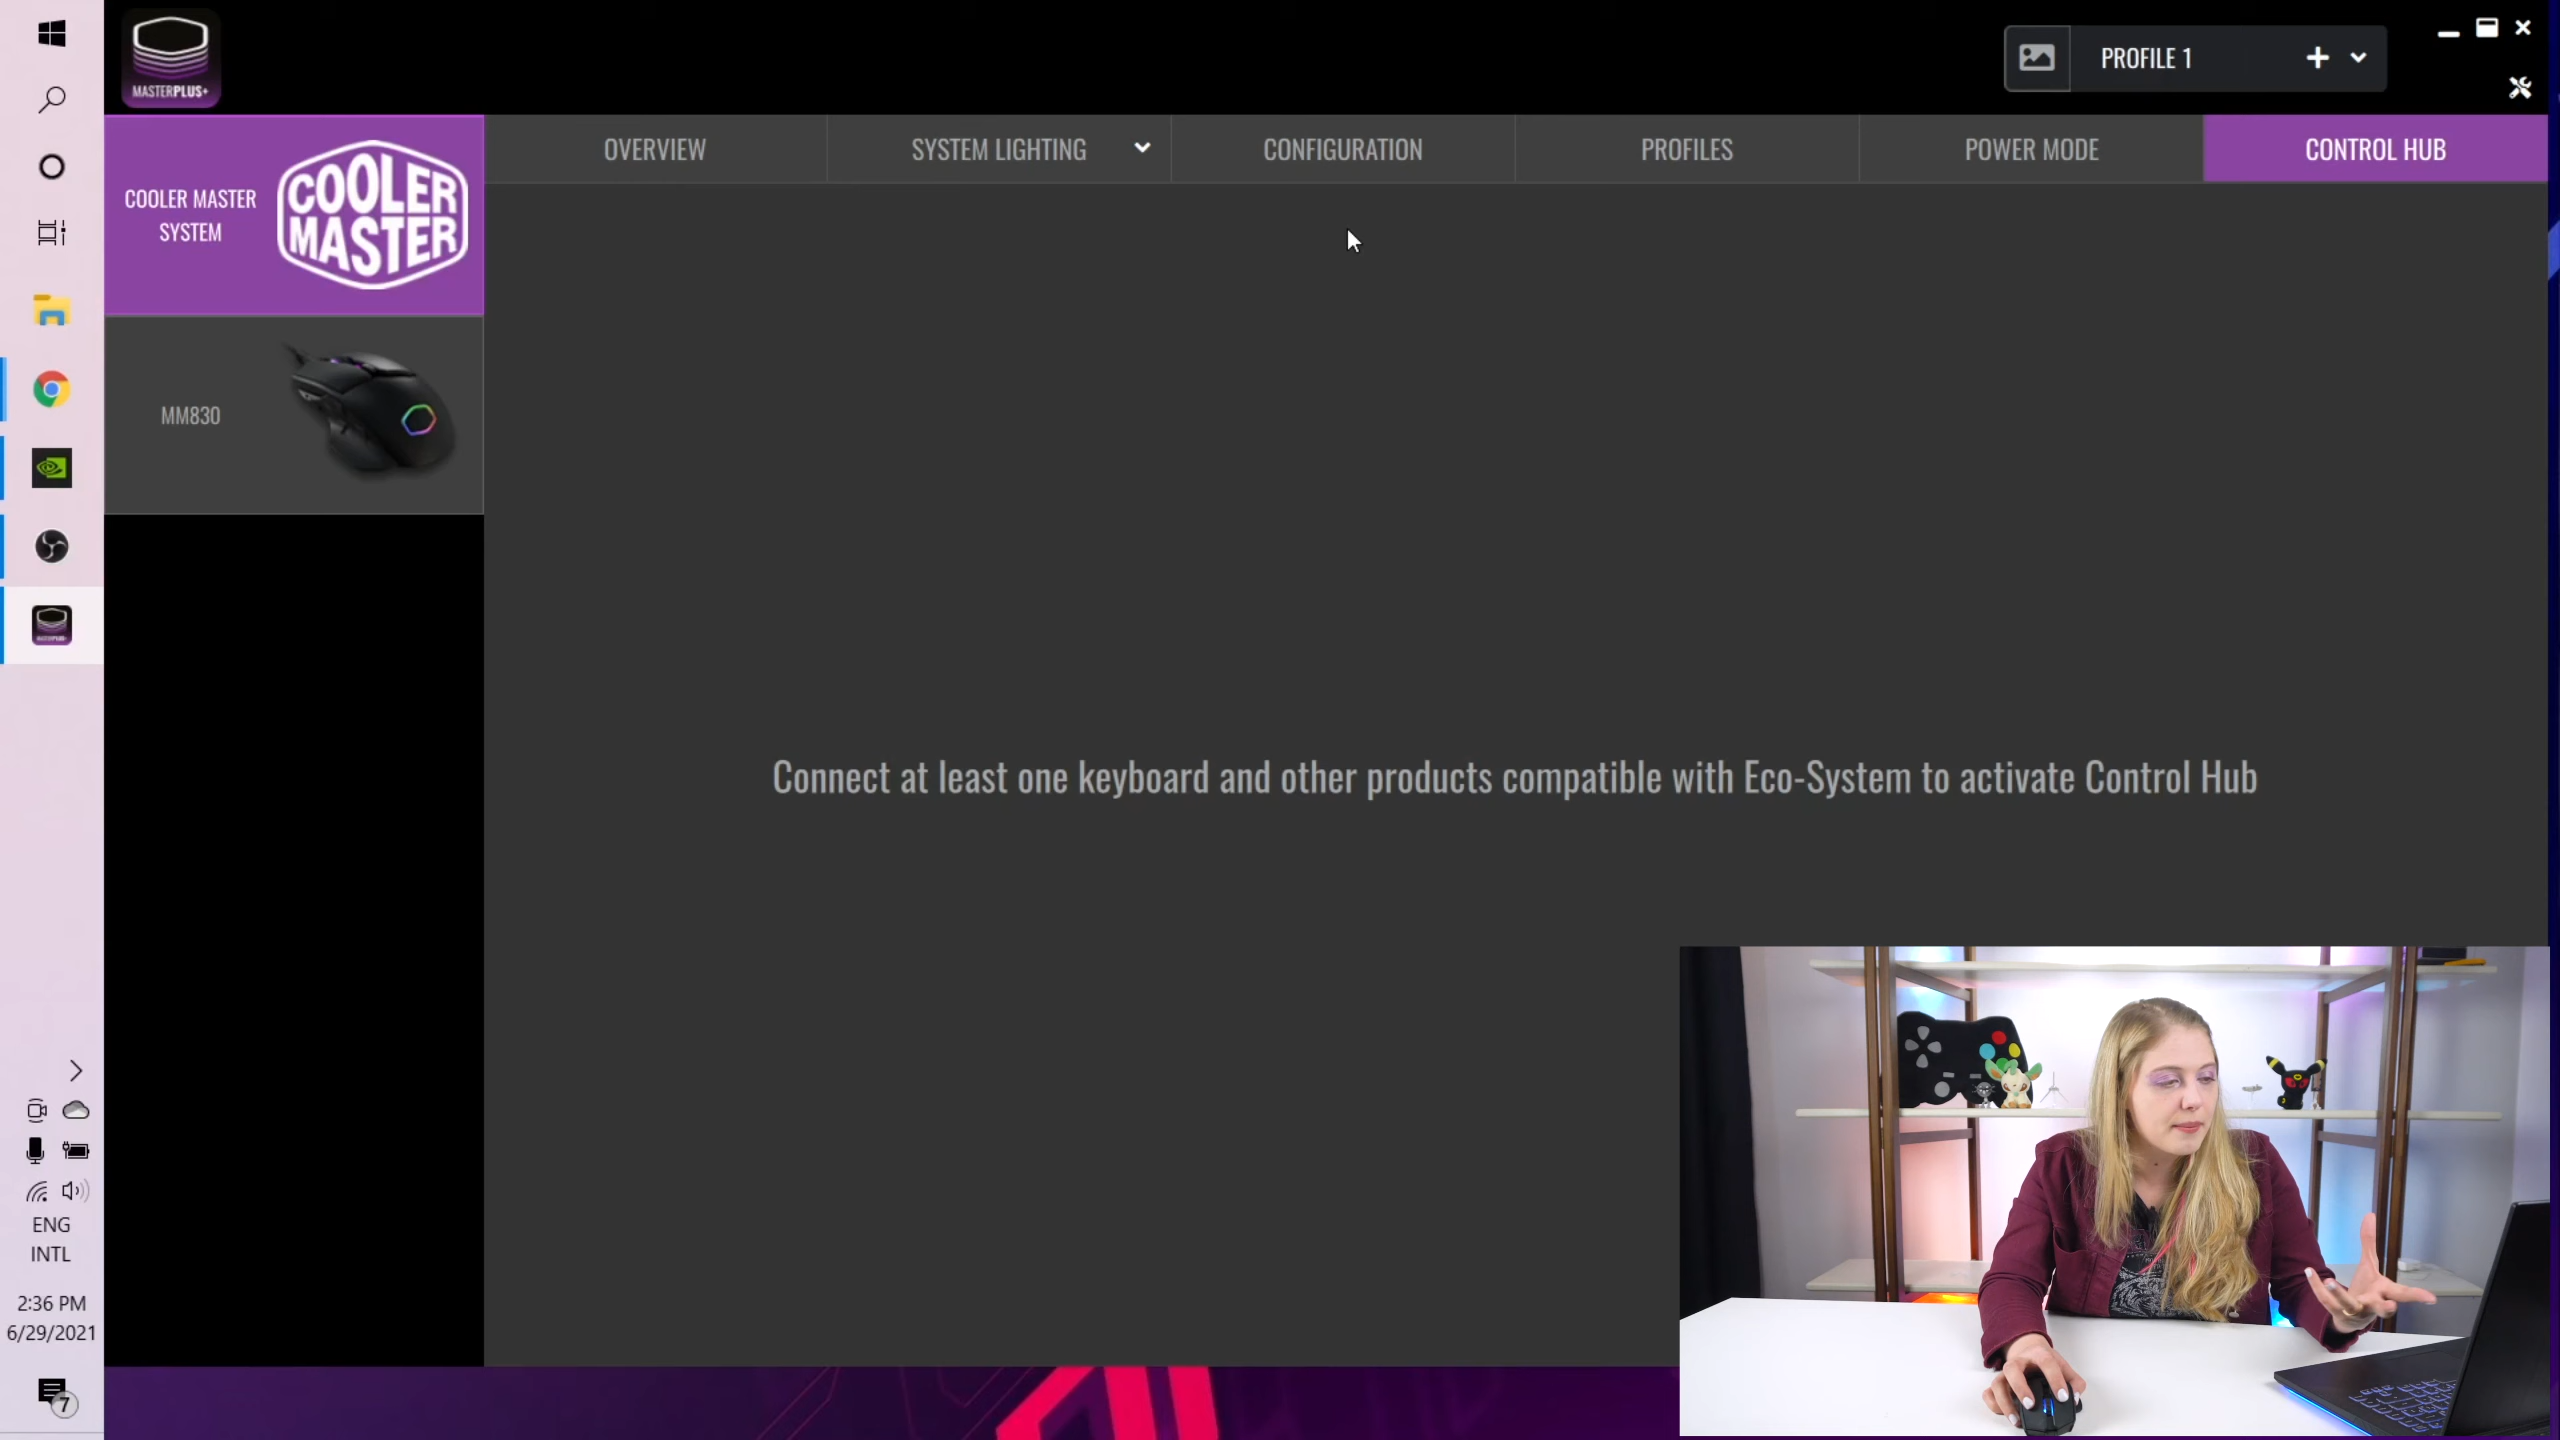 MASTERPLUS+
PROFILE 1
COOLER MASTER
SYSTEM
COOLER
MASTER
OVERVIEW
SYSTEM LIGHTING
CONFIGURATION
PROFILES
POWER MODE
CONTROL HUB
MM830
Connect at least one keyboard and other products compatible with Eco-System to activate Control Hub
ENG
INTL
2:36 PM
6/29/2021
7